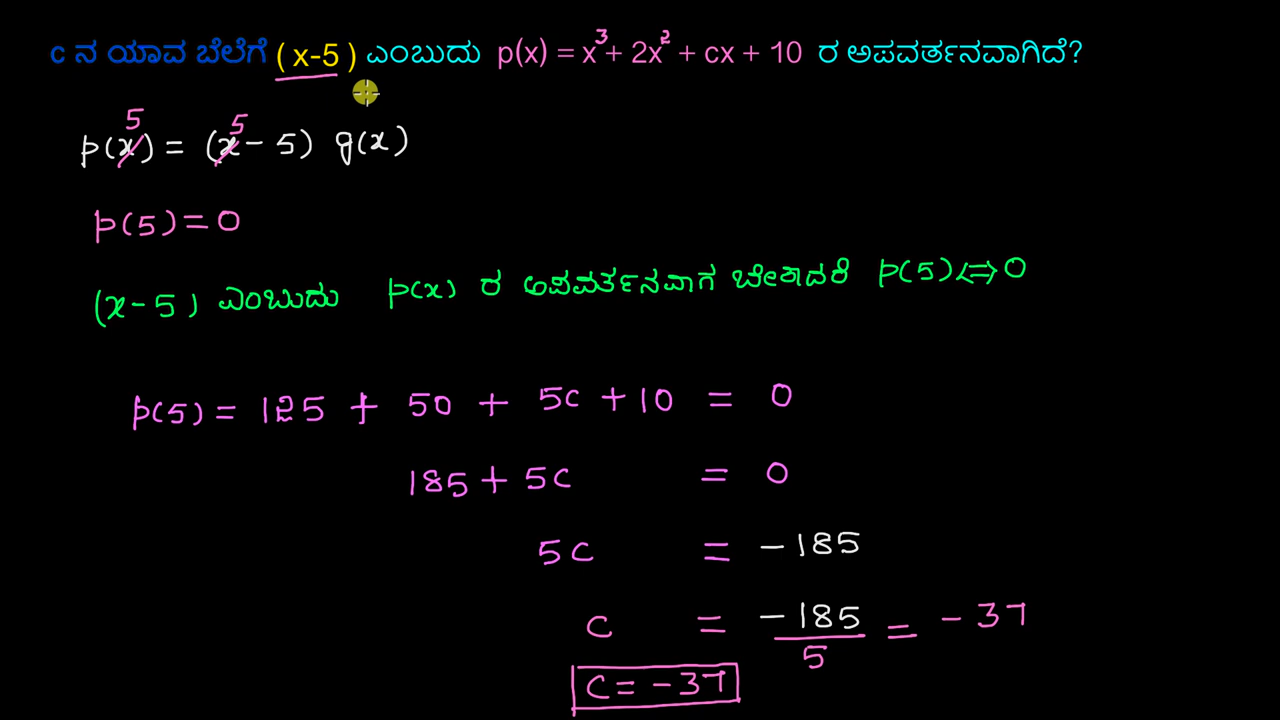 c ನ ಯಾವ ಬೆಲೆಗೆ ( x-5 ) ಎಂಬುದು p(x) = x³ + 2x² + cx + 10 ರ ಅಪವರ್ತನವಾಗಿದೆ?
5 5
p(x) = (x - 5) g(x)
p(5) = 0
(x - 5) ಎಂಬುದು p(x) ರ ಅಪವರ್ತನವಾಗ ಬೇಕಾದರೆ p(5) <=> 0
p(5) = 125 + 50 + 5c + 10 = 0
185 + 5c = 0
5c = -185
c = -185/5 = -37
c = -37